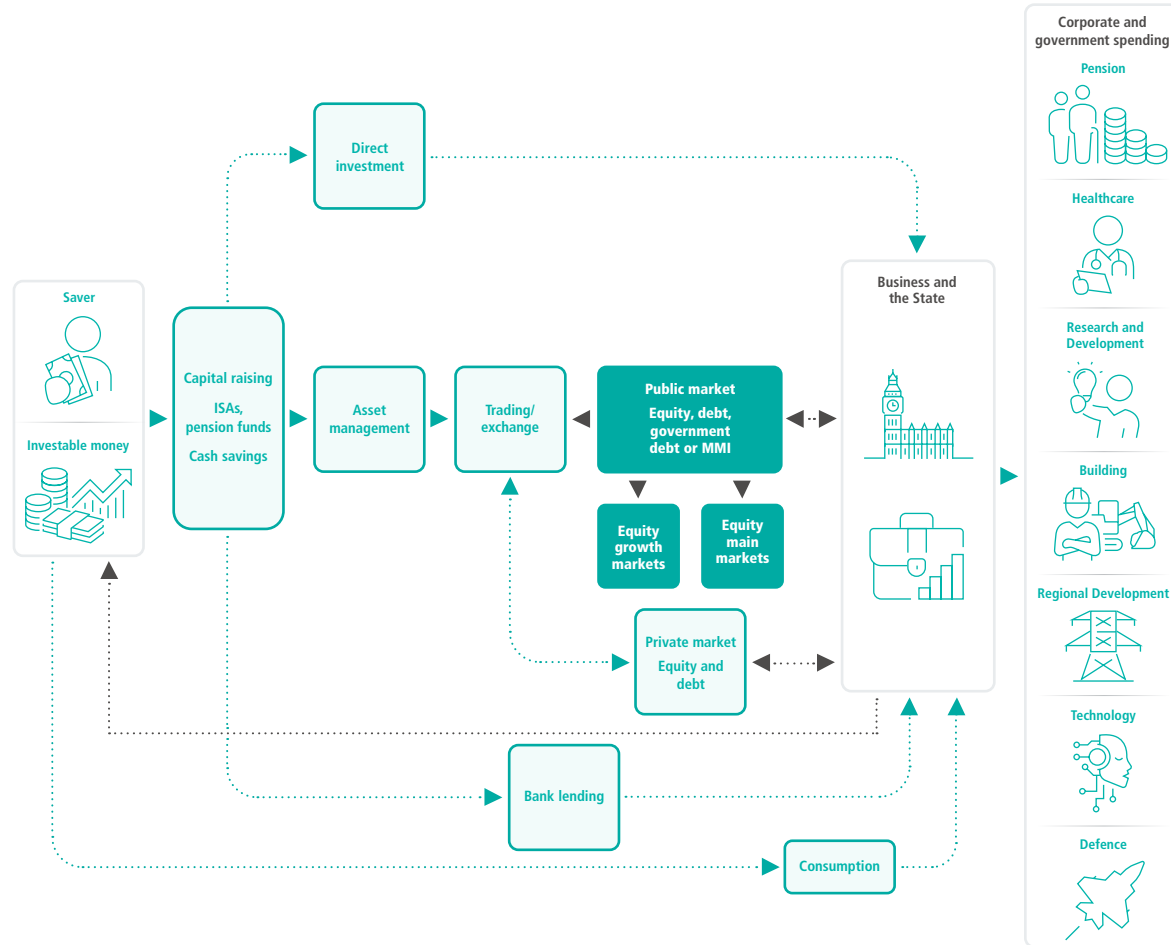 Corporate and
government spending
Pension
Healthcare
Research and
Development
Building
Regional Development
Technology
Defence
Direct
investment
Saver
Investable money
Capital raising
ISAs,
pension funds
Cash savings
Asset
management
Trading/
exchange
Public market
Equity, debt,
government
debt or MMI
Equity
growth
markets
Equity
main
markets
Private market
Equity and
debt
Business and
the State
Bank lending
Consumption